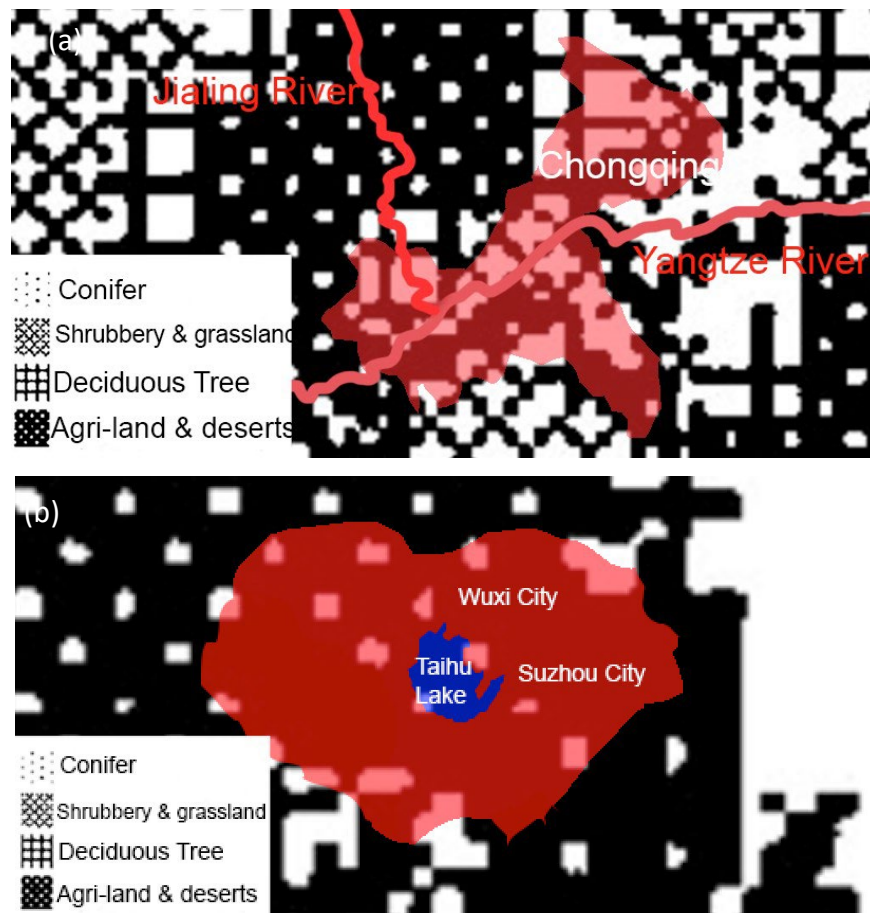 (a)
Jialing River
Chongqing
Yangtze River
Conifer
Shrubbery & grassland
Deciduous Tree
Agri-land & deserts
(b)
Wuxi City
Taihu
Lake
Suzhou City
Conifer
Shrubbery & grassland
Deciduous Tree
Agri-land & deserts